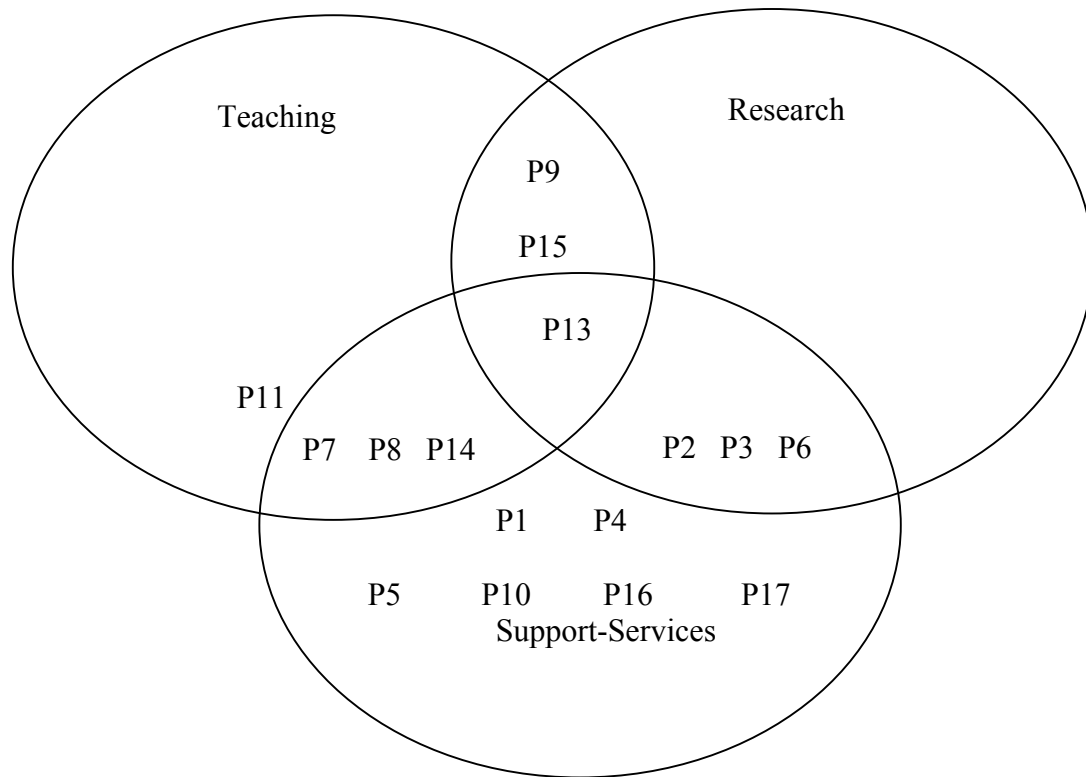 Teaching
Research
P9
P15
P13
P11
P7 P8 P14
P2 P3 P6
P1 P4
P5 P10 P16 P17
Support-Services